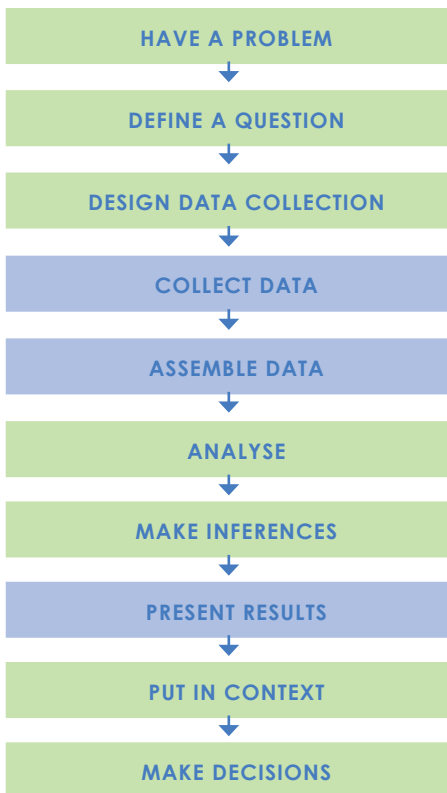 HAVE A PROBLEM
DEFINE A QUESTION
DESIGN DATA COLLECTION
COLLECT DATA
ASSEMBLE DATA
ANALYSE
MAKE INFERENCES
PRESENT RESULTS
PUT IN CONTEXT
MAKE DECISIONS